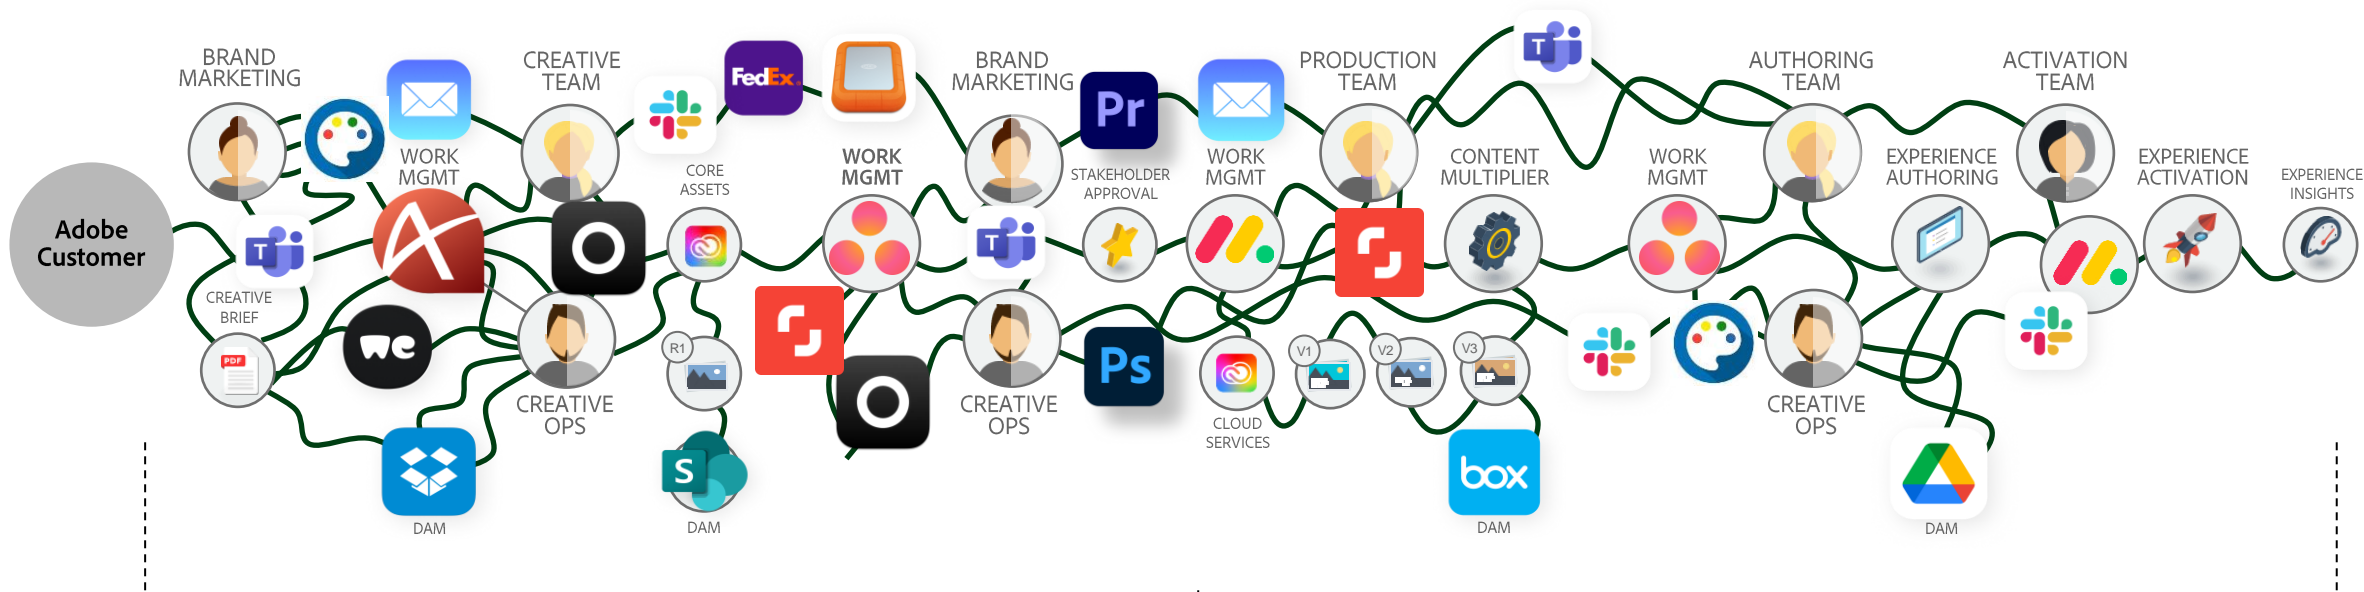 BRAND
MARKETING
CREATIVE
TEAM
FedEx
BRAND
MARKETING
Pr
PRODUCTION
TEAM
T
AUTHORING
TEAM
ACTIVATION
TEAM
Adobe
Customer
WORK
MGMT
CORE
ASSETS
WORK
MGMT
STAKEHOLDER
APPROVAL
WORK
MGMT
CONTENT
MULTIPLIER
WORK
MGMT
EXPERIENCE
AUTHORING
EXPERIENCE
ACTIVATION
EXPERIENCE
INSIGHTS
T
T
CREATIVE
BRIEF
PDF
we
CREATIVE
OPS
R1
CREATIVE
OPS
Ps
CLOUD
SERVICES
V1
V2
V3
CREATIVE
OPS
DAM
S
DAM
box
DAM
DAM